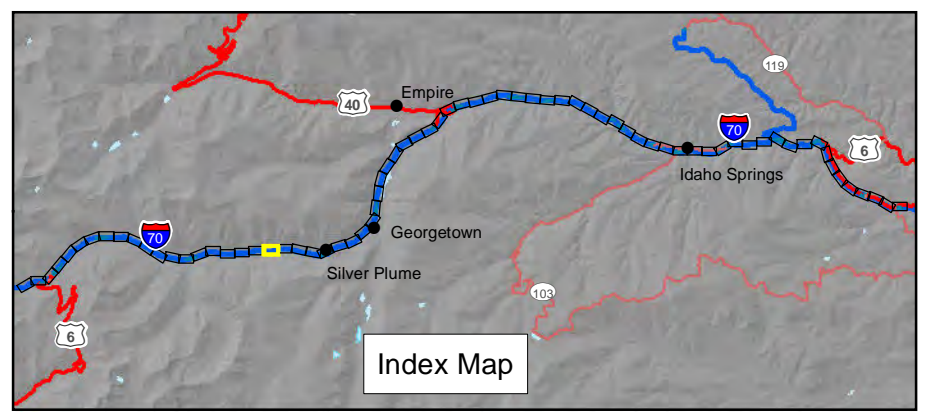 119
Empire
40
70
6
Idaho Springs
Georgetown
70
Silver Plume
103
6
Index Map